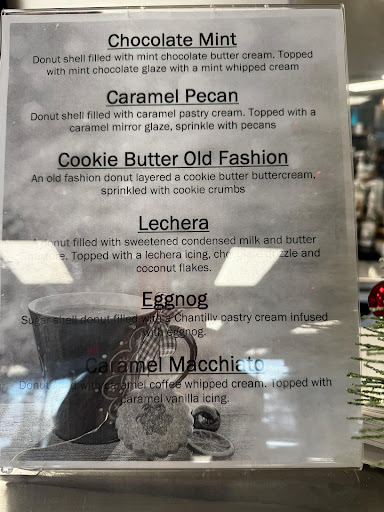 Chocolate Mint
Donut shell filled with mint chocolate butter cream. Topped
with mint chocolate glaze with a mint whipped cream
Caramel Pecan
Donut shell filled with caramel pastry cream. Topped with a
caramel mirror glaze, sprinkle with pecans
Cookie Butter Old Fashion
An old fashion donut layered a cookie butter buttercream,
sprinkled with cookie crumbs
Lechera
filled with sweetened condensed milk and butter
Topped with a lechera icing, and
coconut flakes.
Eggnog
Sugar shell donut filled with a Chantilly pastry cream infused
with eggnog.
Caramel Macchiato
with caramel coffee whipped cream. Topped with
caramel vanilla icing.